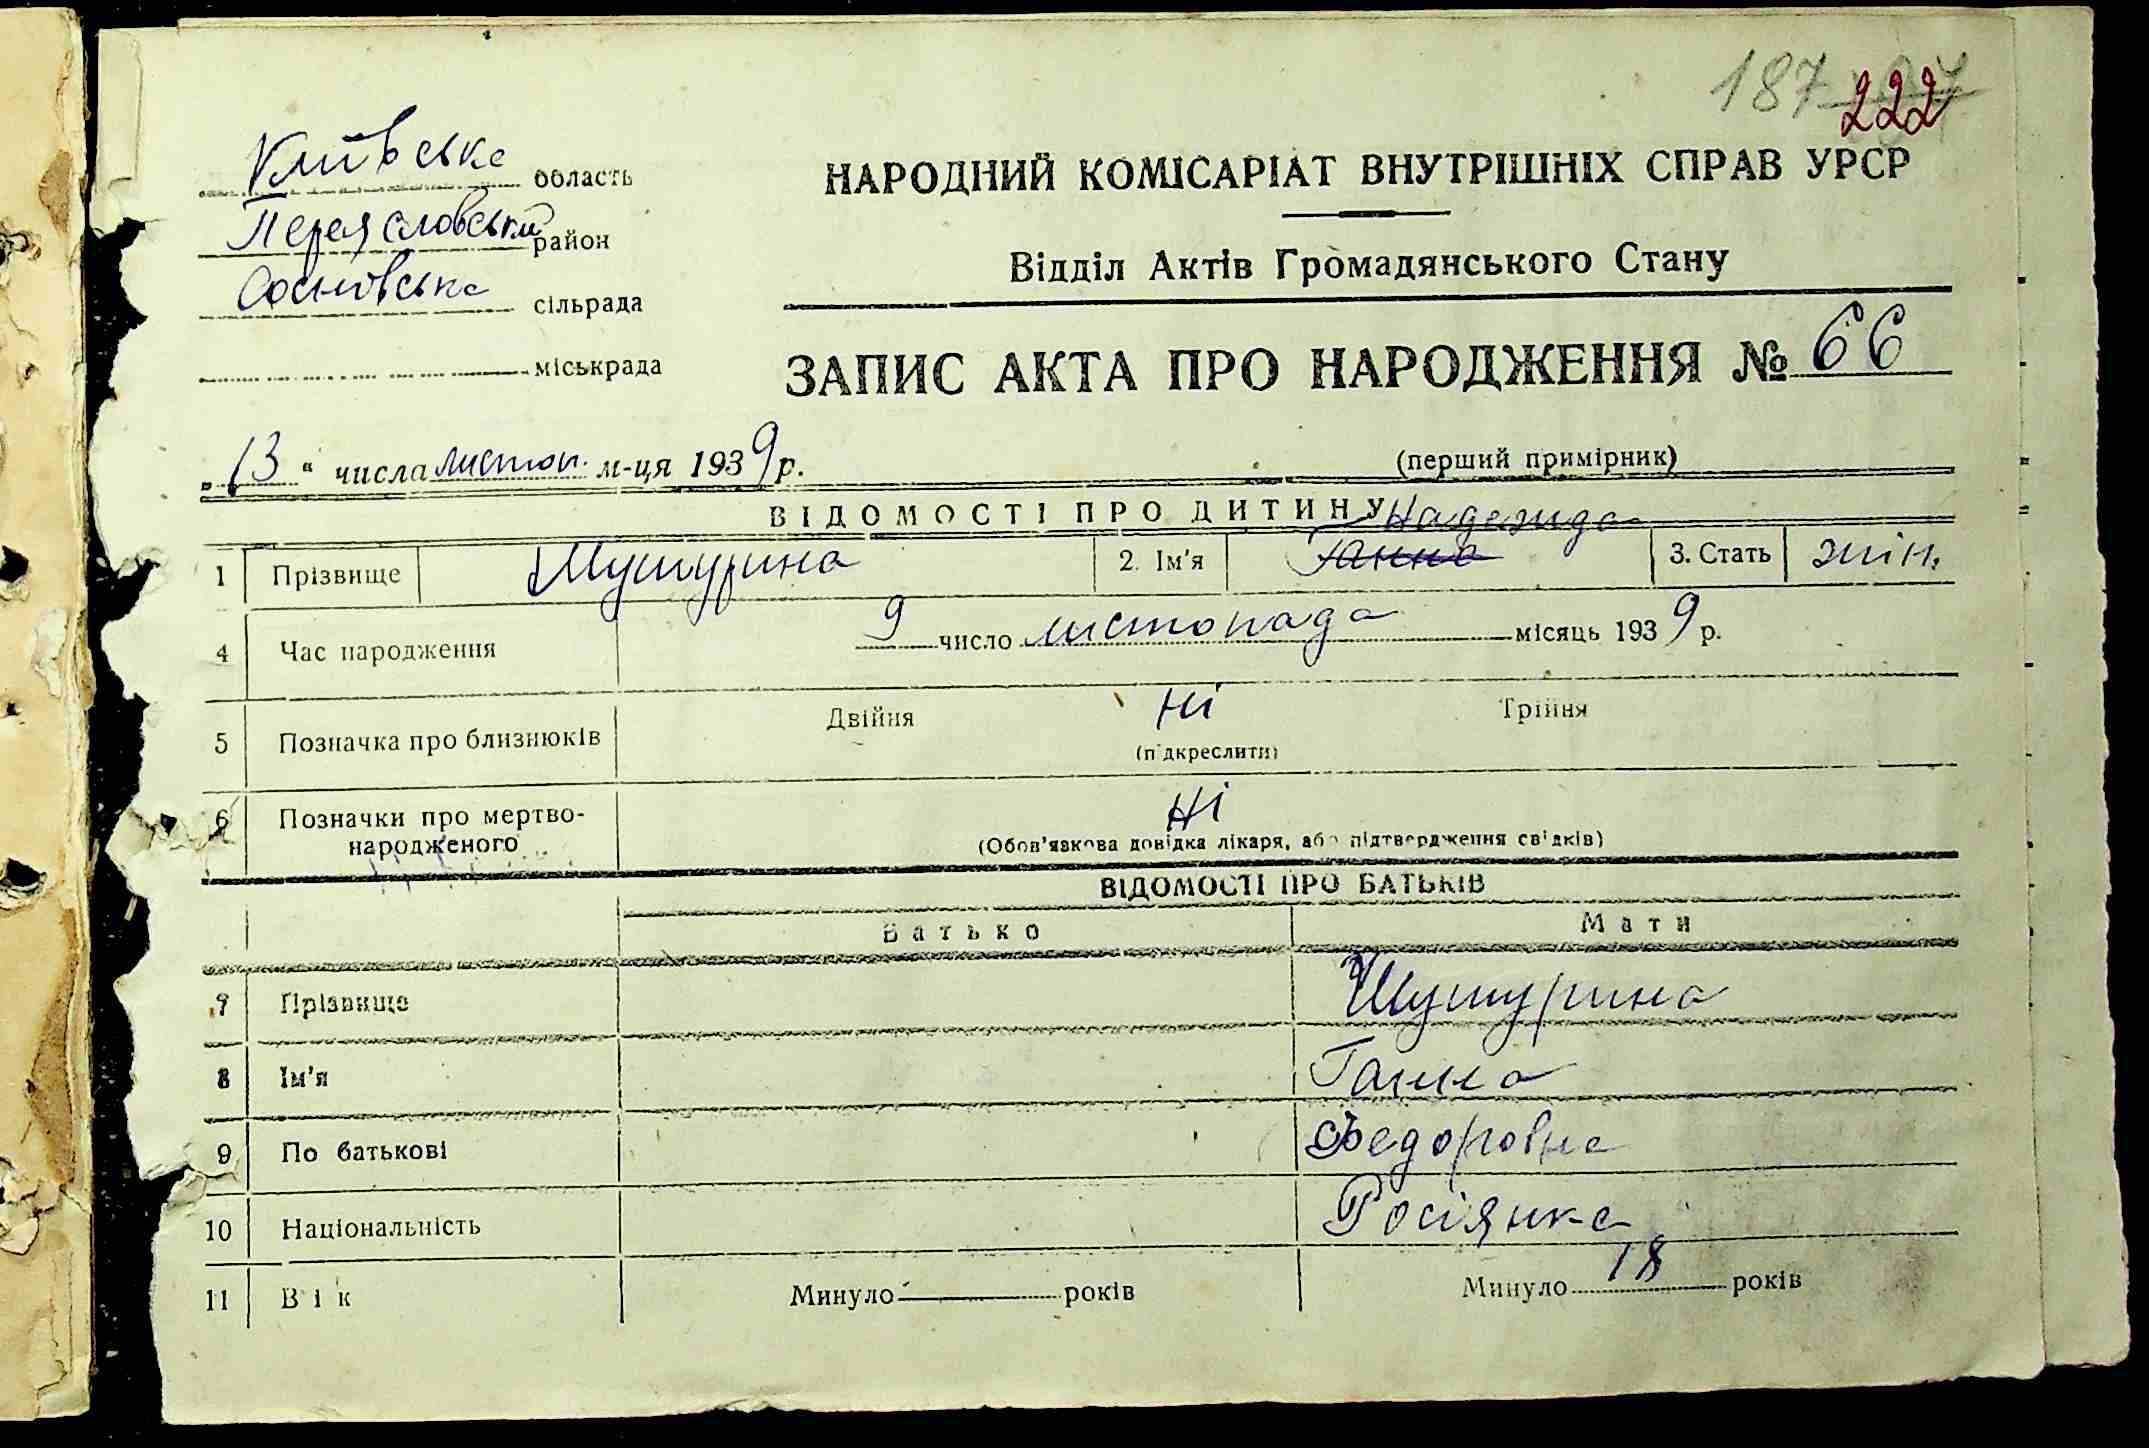 187 222
Київська область
Переясловський район
Сосновська сільрада
міськрада
НАРОДНИЙ КОМІСАРІАТ ВНУТРІШНІХ СПРАВ УРСР
Відділ Актів Громадянського Стану
ЗАПИС АКТА ПРО НАРОДЖЕННЯ № 66
„13“ числа листоп. м-ця 1939 р.
(перший примірник)
ВІДОМОСТІ ПРО ДИТИНУ
Надежда
1 Прізвище Шушурина 2. Ім'я Ганна 3. Стать жін.
4 Час народження 9 число листопада місяць 1939 р.
5 Позначка про близнюків Двійня Ні Трійня
(підкреслити)
6 Позначки про мертво-
народженого
Ні
(Обов'язкова довідка лікаря, або підтвердження свідків)
ВІДОМОСТІ ПРО БАТЬКІВ
Батько Мати
7 Прізвище Шушурина
8 Ім'я Ганна
9 По батькові Федоровна
10 Національність Росіянка
11 Вік Минуло років Минуло 18 років